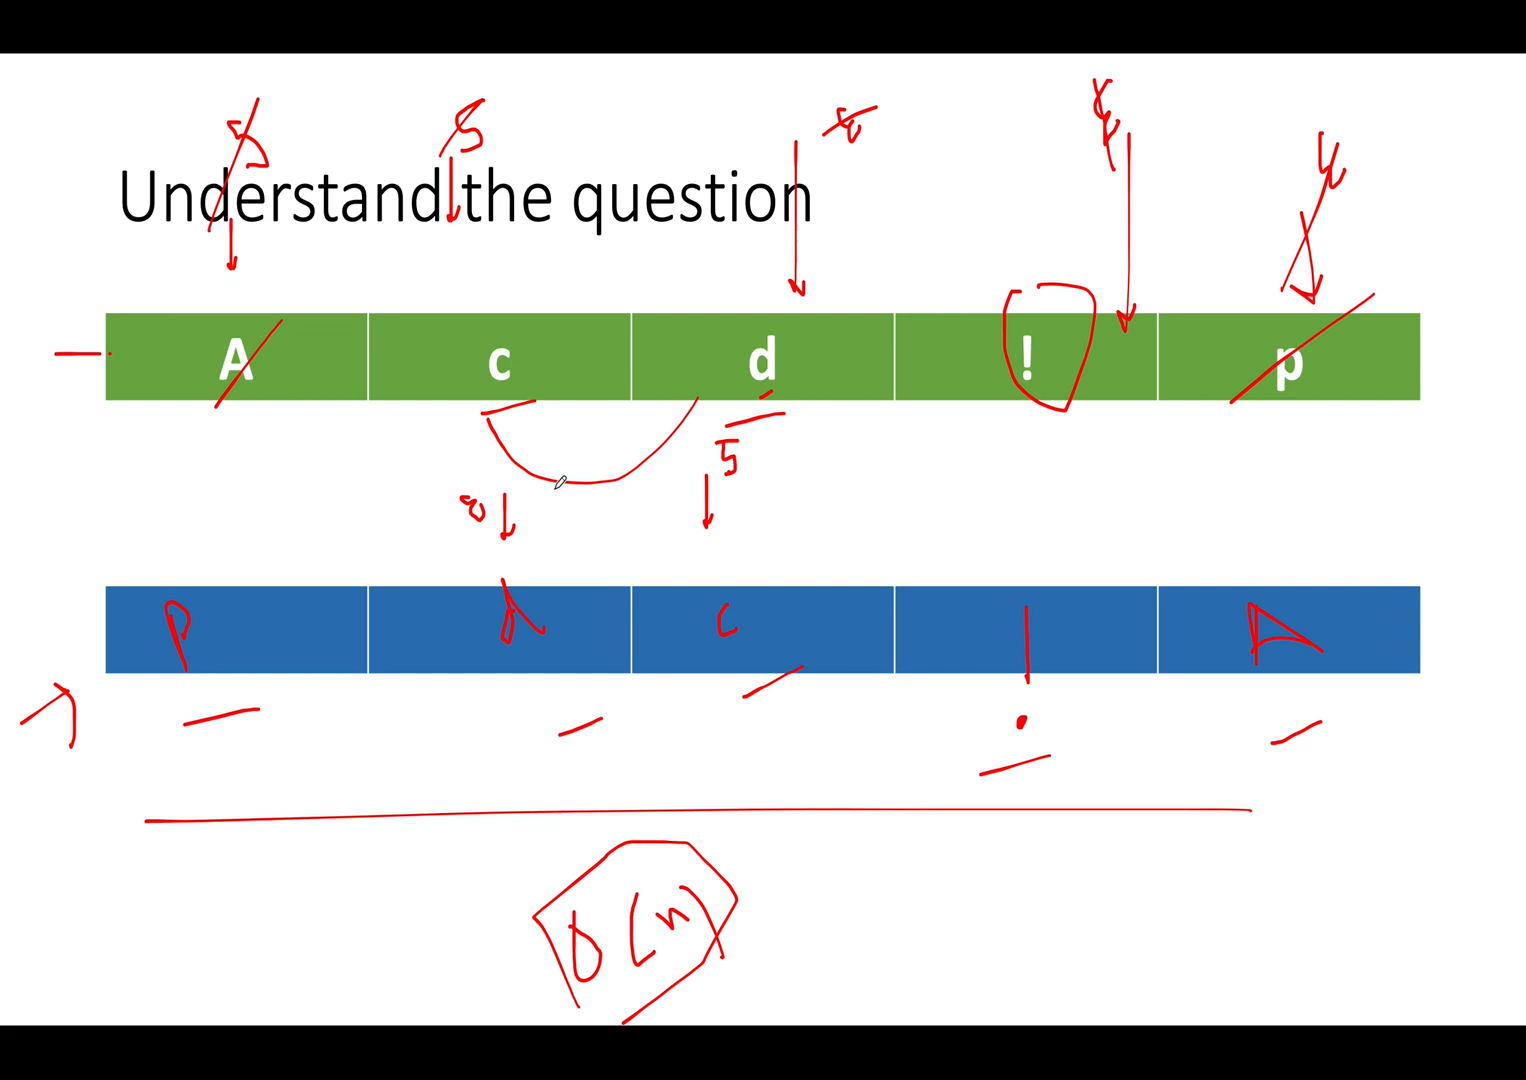 Understand the question
A c d ! p
P d c ! A
O(n)